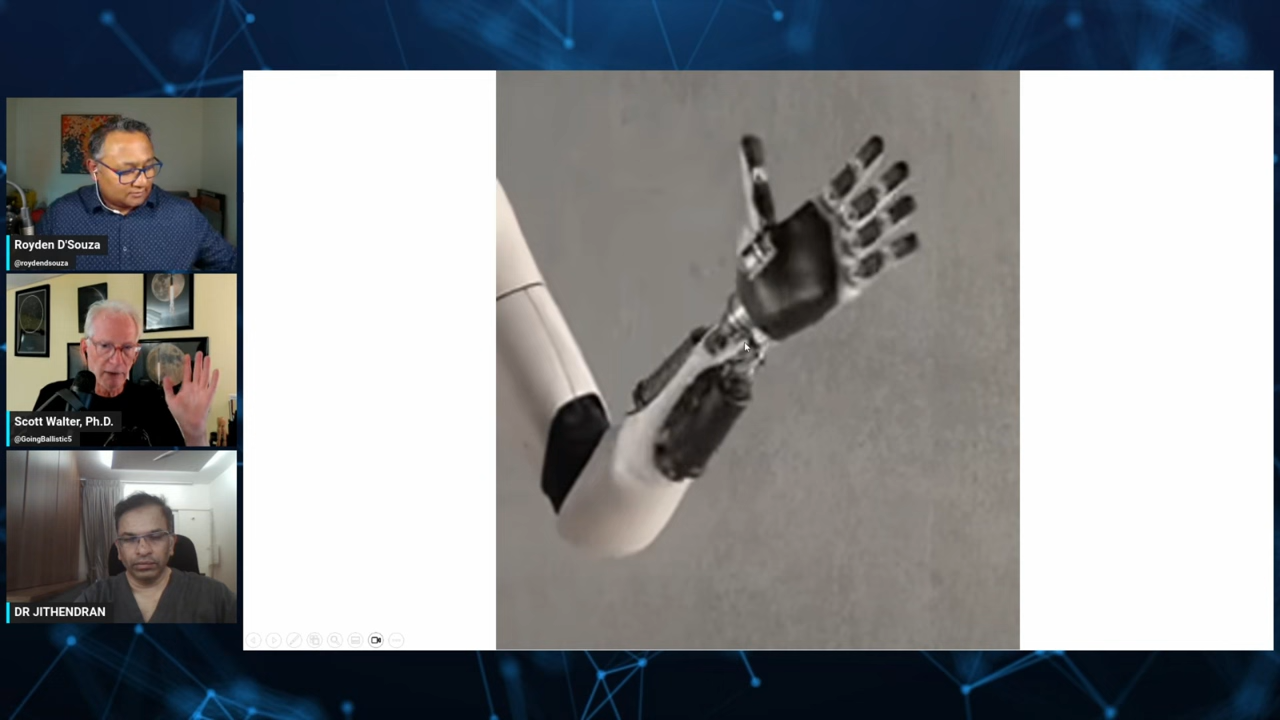 Royden D'Souza
@roydendsouza
Scott Walter, Ph.D.
@GoingBallistic5
DR JITHENDRAN